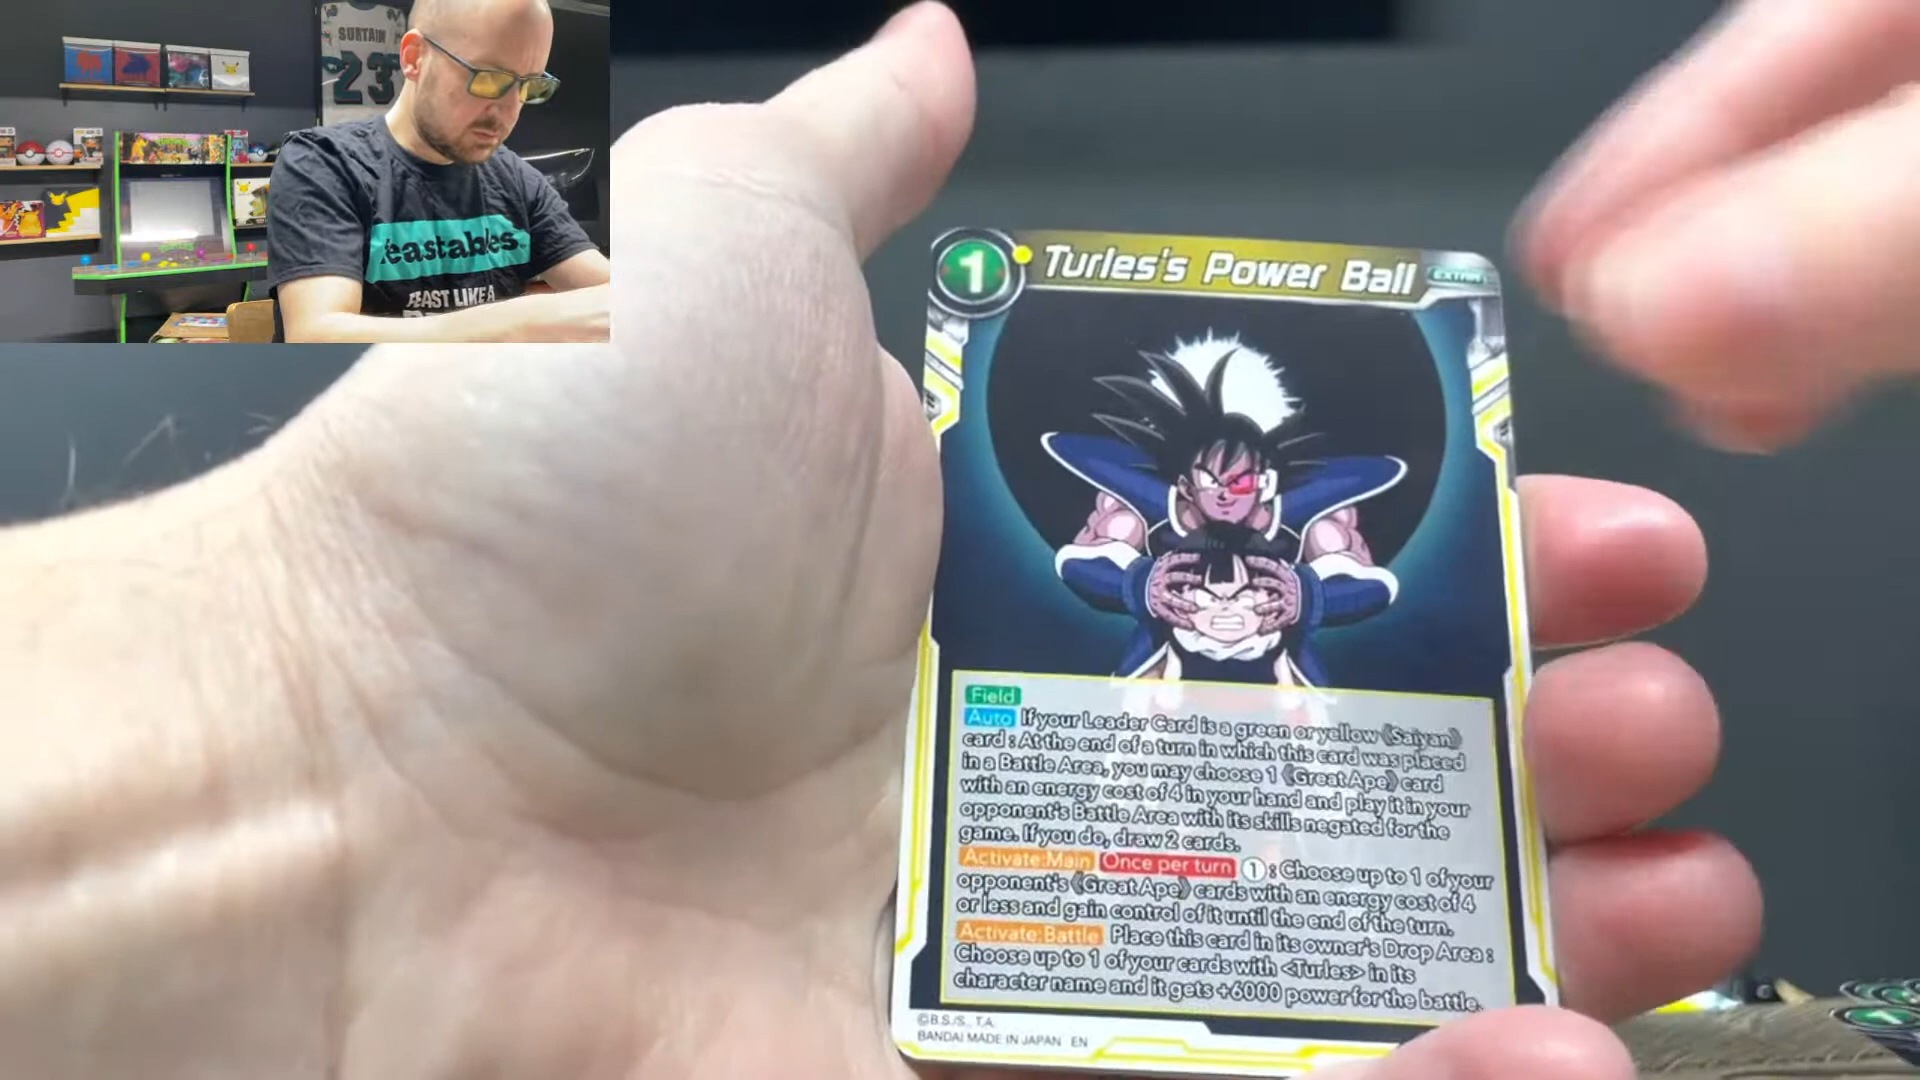 SURTAIN
23
feastables
FEAST LIKE A
1
Turles's Power Ball
EXTRA
Field
Auto If your Leader Card is a green or yellow 《Saiyan》
card : At the end of a turn in which this card was placed
in a Battle Area, you may choose 1 《Great Ape》 card
with an energy cost of 4 in your hand and play it in your
opponent's Battle Area with its skills negated for the
game. If you do, draw 2 cards.
Activate:Main Once per turn 1 : Choose up to 1 of your
opponent's 《Great Ape》 cards with an energy cost of 4
or less and gain control of it until the end of the turn.
Activate:Battle Place this card in its owner's Drop Area :
Choose up to 1 of your cards with <Turles> in its
character name and it gets +6000 power for the battle.
©B.S./S., T.A.
BANDAI MADE IN JAPAN EN